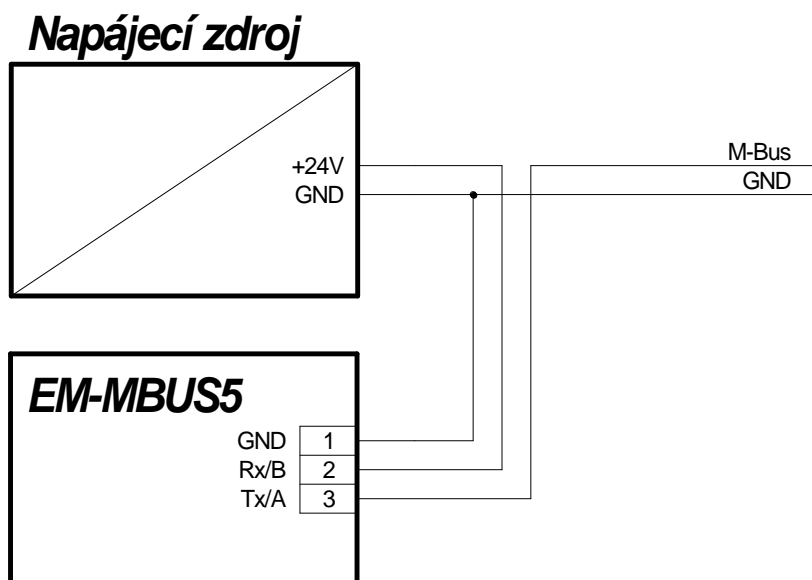 Napájecí zdroj
+24V
GND
M-Bus
GND
EM-MBUS5
GND 1
Rx/B 2
Tx/A 3